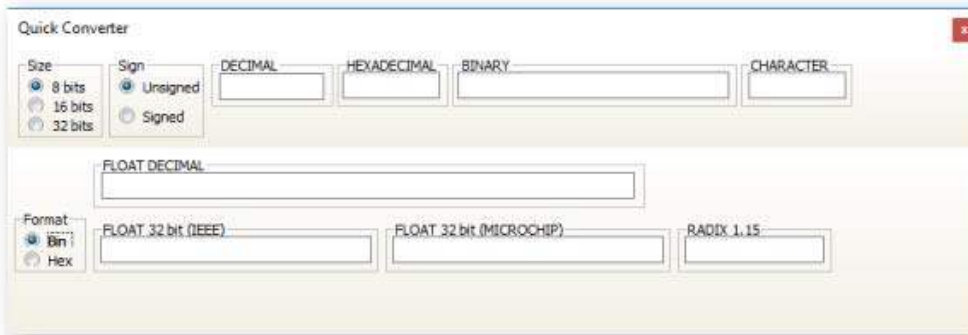 Quick Converter
x
Size
Sign
DECIMAL
HEXADECIMAL
BINARY
CHARACTER
8 bits
Unsigned
16 bits
Signed
32 bits
FLOAT DECIMAL
Format
FLOAT 32 bit (IEEE)
FLOAT 32 bit (MICROCHIP)
RADIX 1.15
Bin
Hex